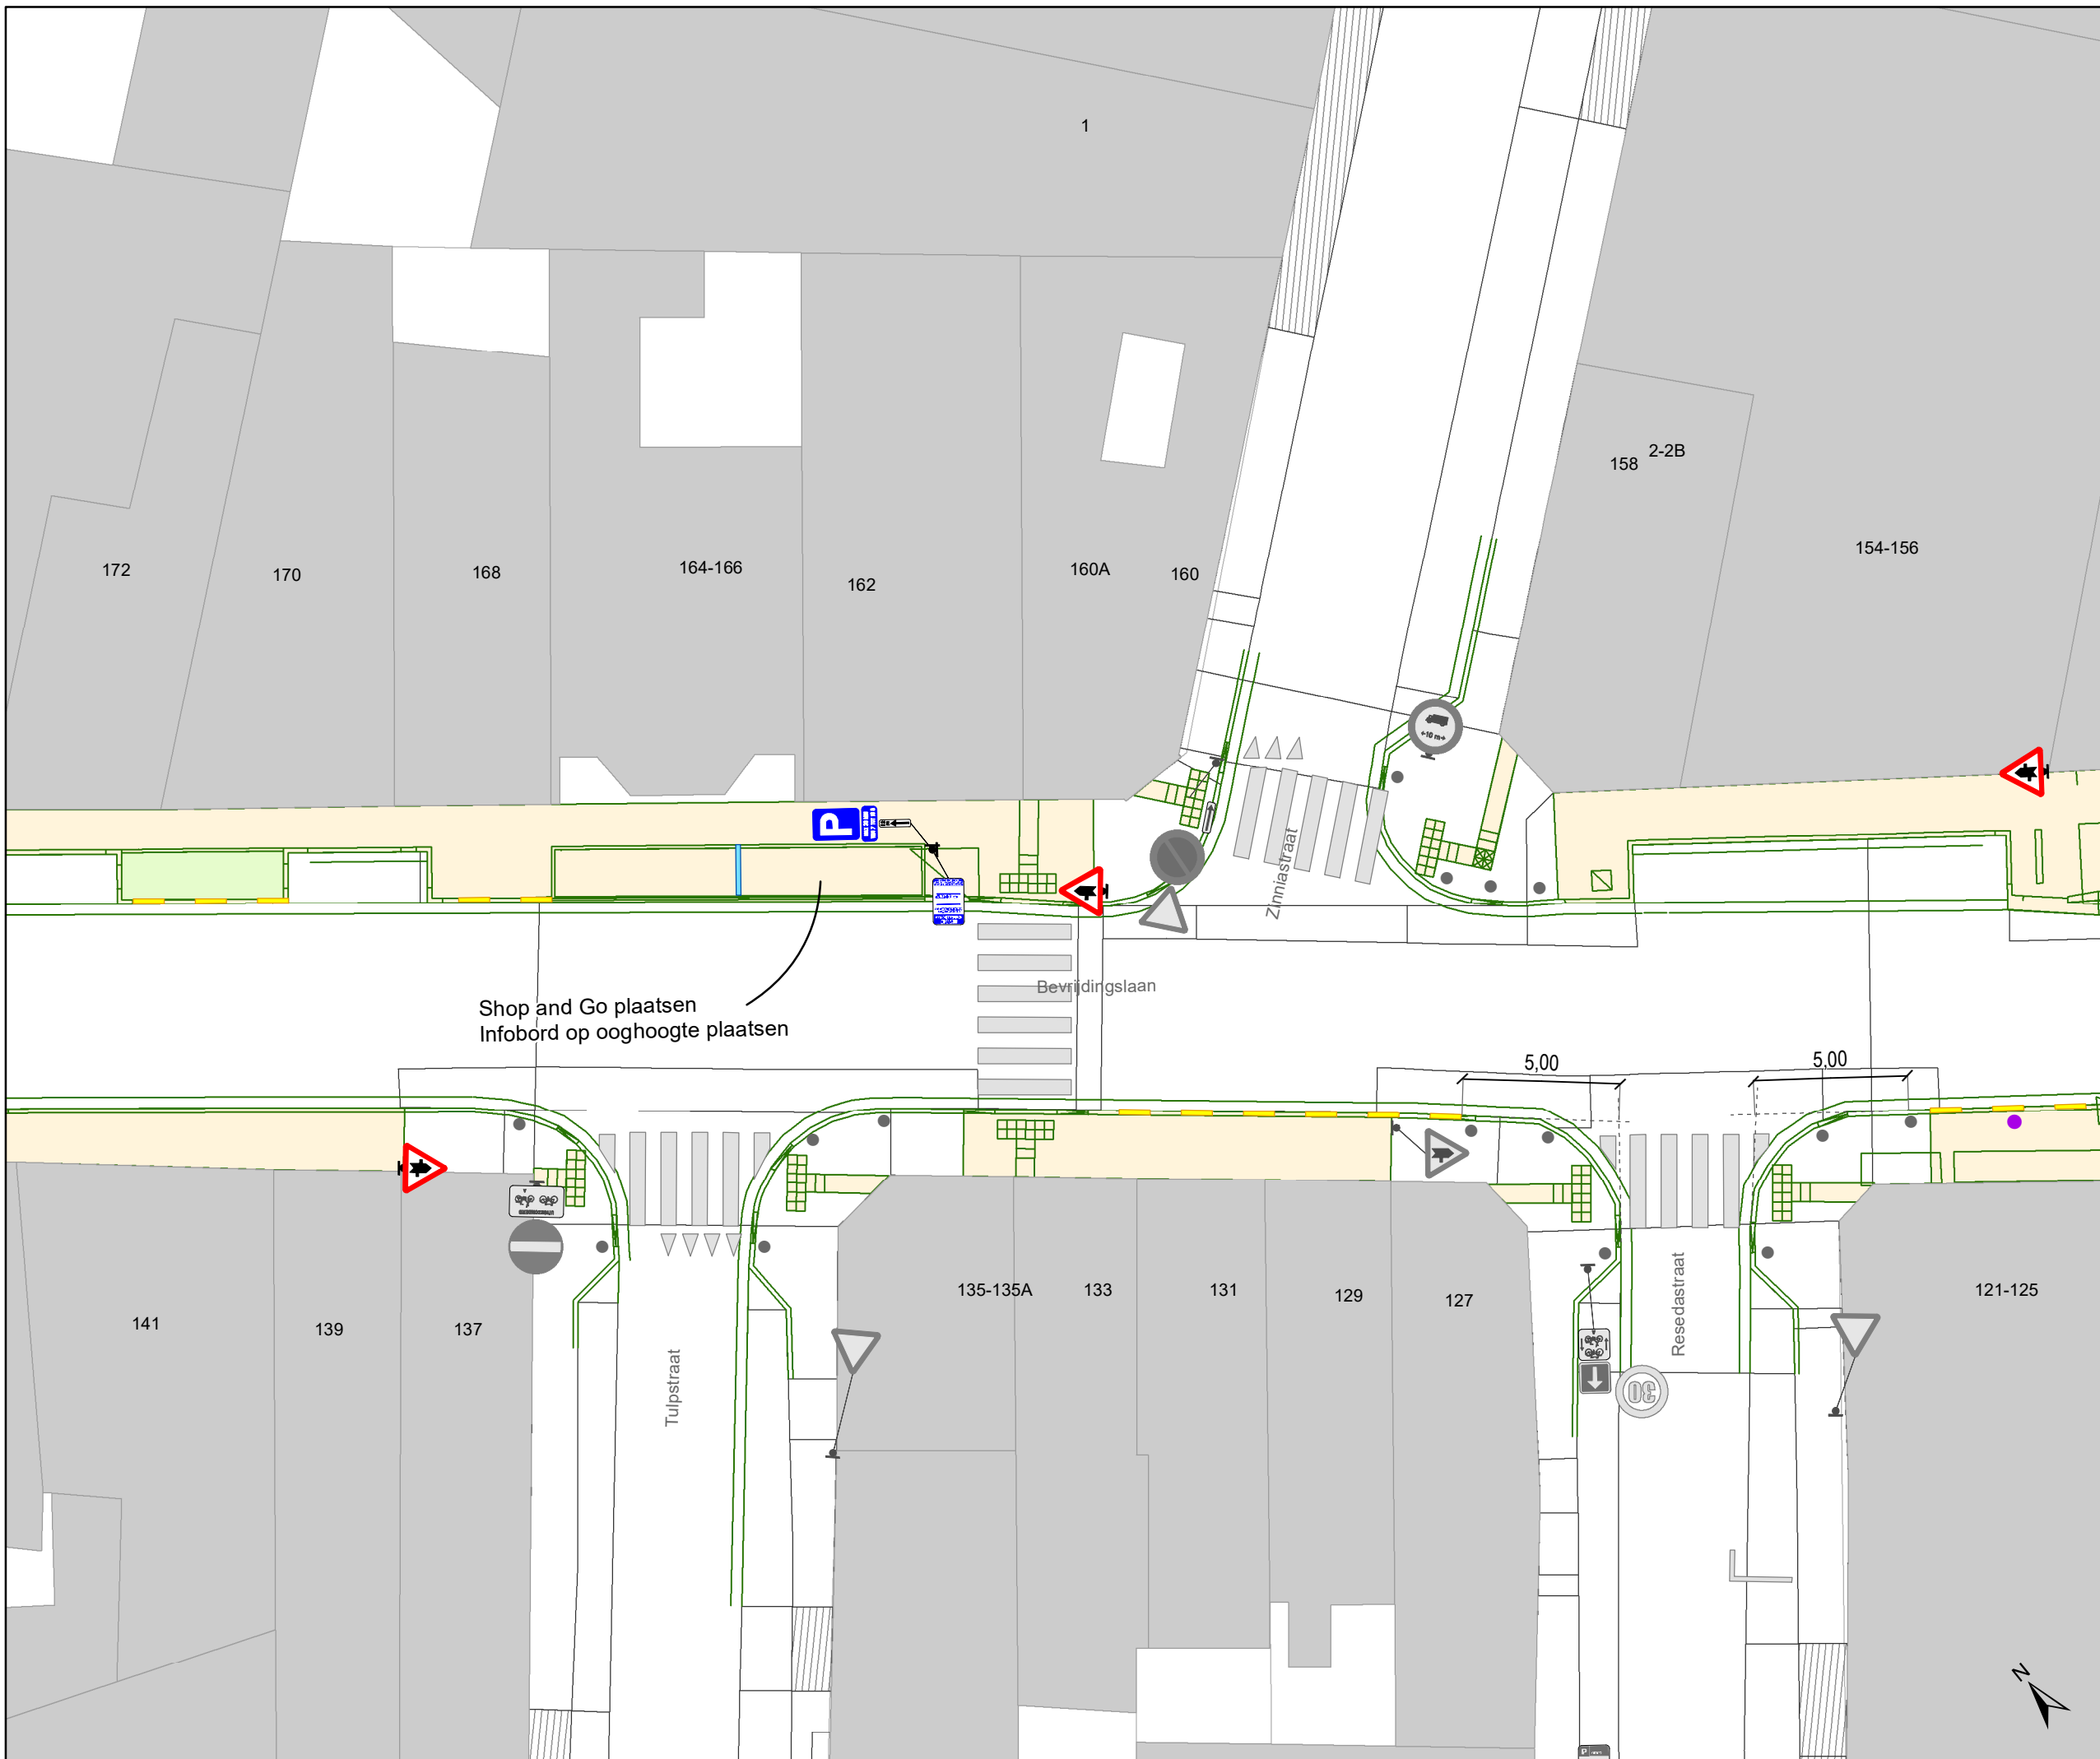 1
2-2B
158
154-156
172
170
168
164-166
162
160A
160
+10 m+
P
Zinniastraat
Bevrijdingslaan
Shop and Go plaatsen
Infobord op ooghoogte plaatsen
5,00
5,00
141
139
137
135-135A
133
131
129
127
121-125
Tulpstraat
Resedastraat
30
N
P